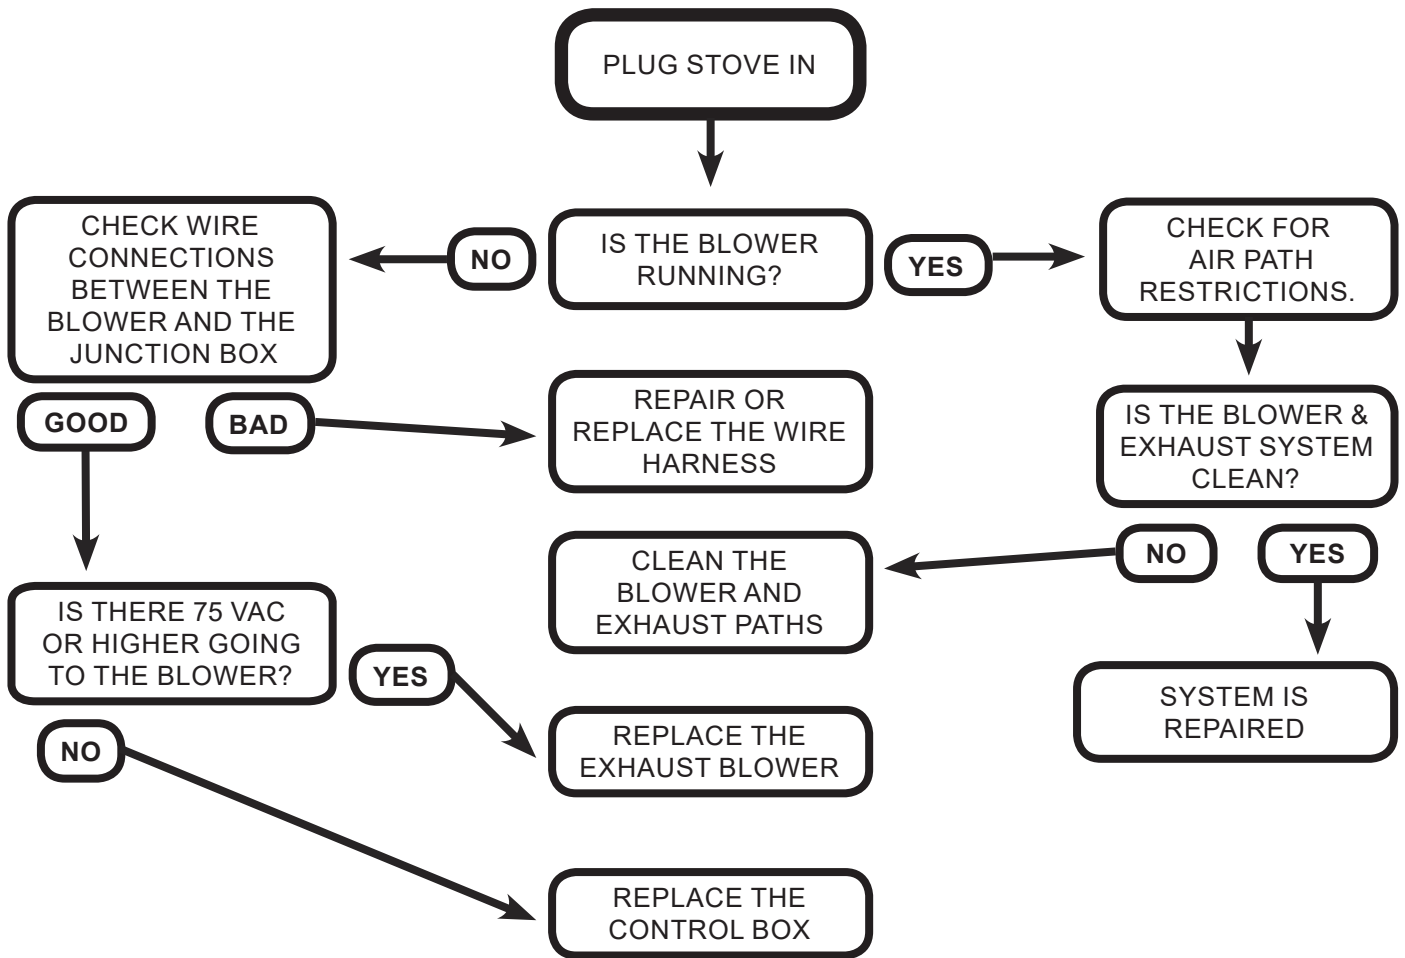 PLUG STOVE IN
IS THE BLOWER
RUNNING?
NO
YES
CHECK WIRE
CONNECTIONS
BETWEEN THE
BLOWER AND THE
JUNCTION BOX
CHECK FOR
AIR PATH
RESTRICTIONS.
GOOD
BAD
REPAIR OR
REPLACE THE WIRE
HARNESS
IS THE BLOWER &
EXHAUST SYSTEM
CLEAN?
NO
YES
CLEAN THE
BLOWER AND
EXHAUST PATHS
IS THERE 75 VAC
OR HIGHER GOING
TO THE BLOWER?
YES
NO
REPLACE THE
EXHAUST BLOWER
SYSTEM IS
REPAIRED
REPLACE THE
CONTROL BOX